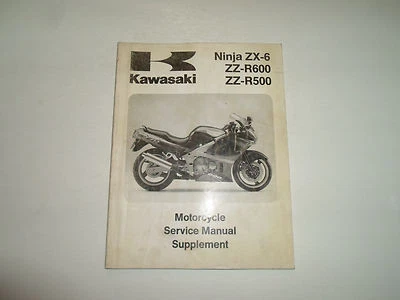 Kawasaki
Ninja ZX-6
ZZ-R600
ZZ-R500
Motorcycle
Service Manual
Supplement